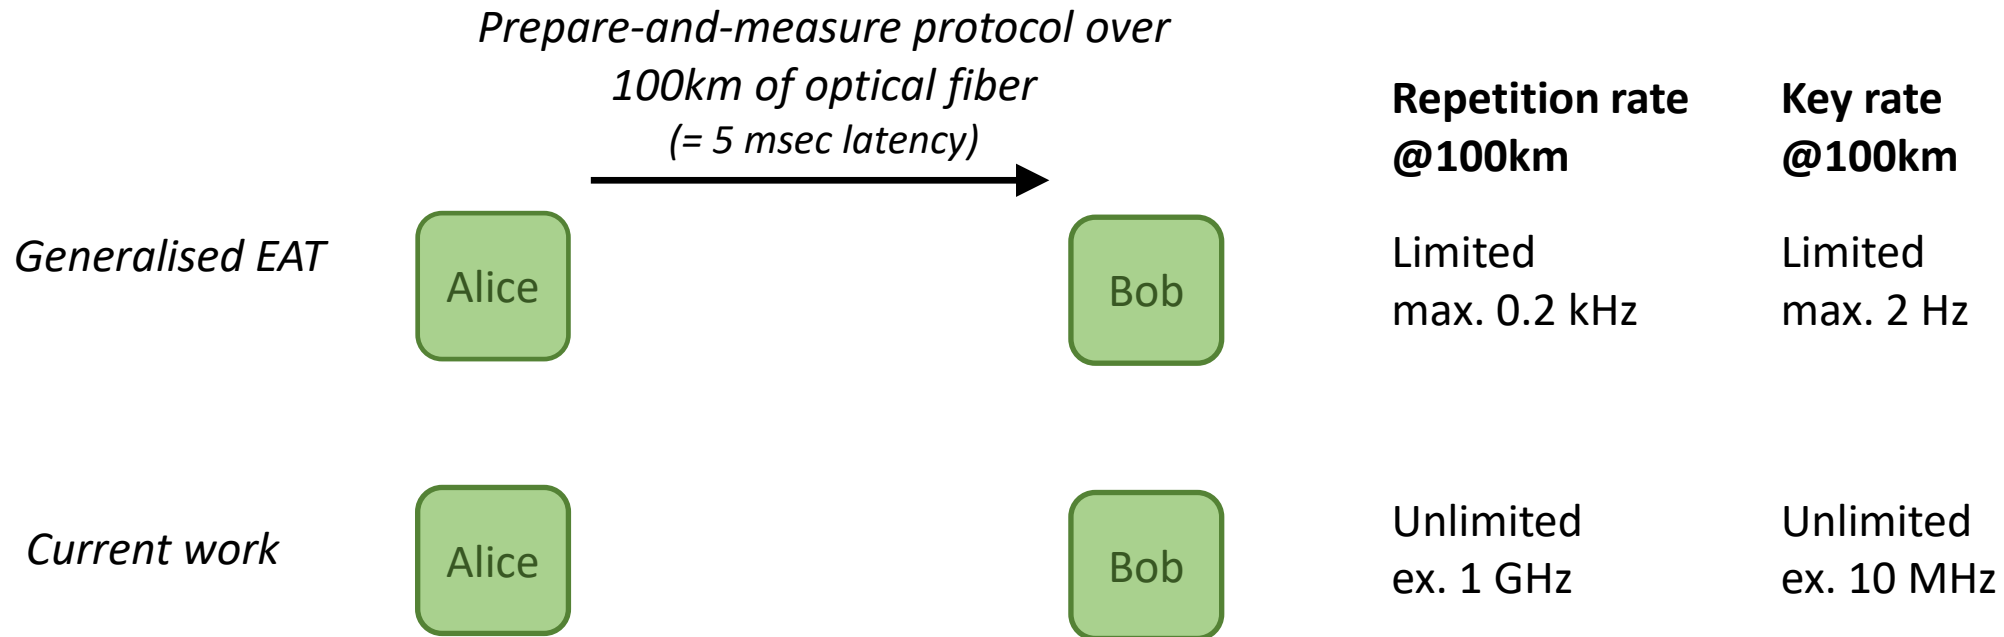 Prepare-and-measure protocol over
100km of optical fiber
(= 5 msec latency)
Repetition rate
@100km
Key rate
@100km
Generalised EAT
Alice
Bob
Limited
max. 0.2 kHz
Limited
max. 2 Hz
Current work
Alice
Bob
Unlimited
ex. 1 GHz
Unlimited
ex. 10 MHz